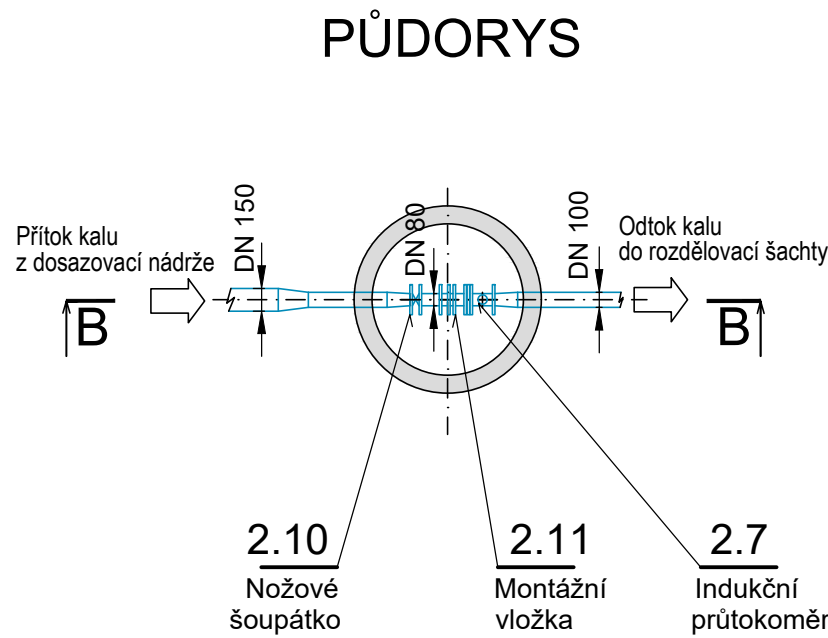 PŮDORYS
Přítok kalu
z dosazovací nádrže
DN 150
DN 80
DN 100
Odtok kalu
do rozdělovací šachty
B
B
2.10
Nožové
šoupátko
2.11
Montážní
vložka
2.7
Indukční
průtokoměr